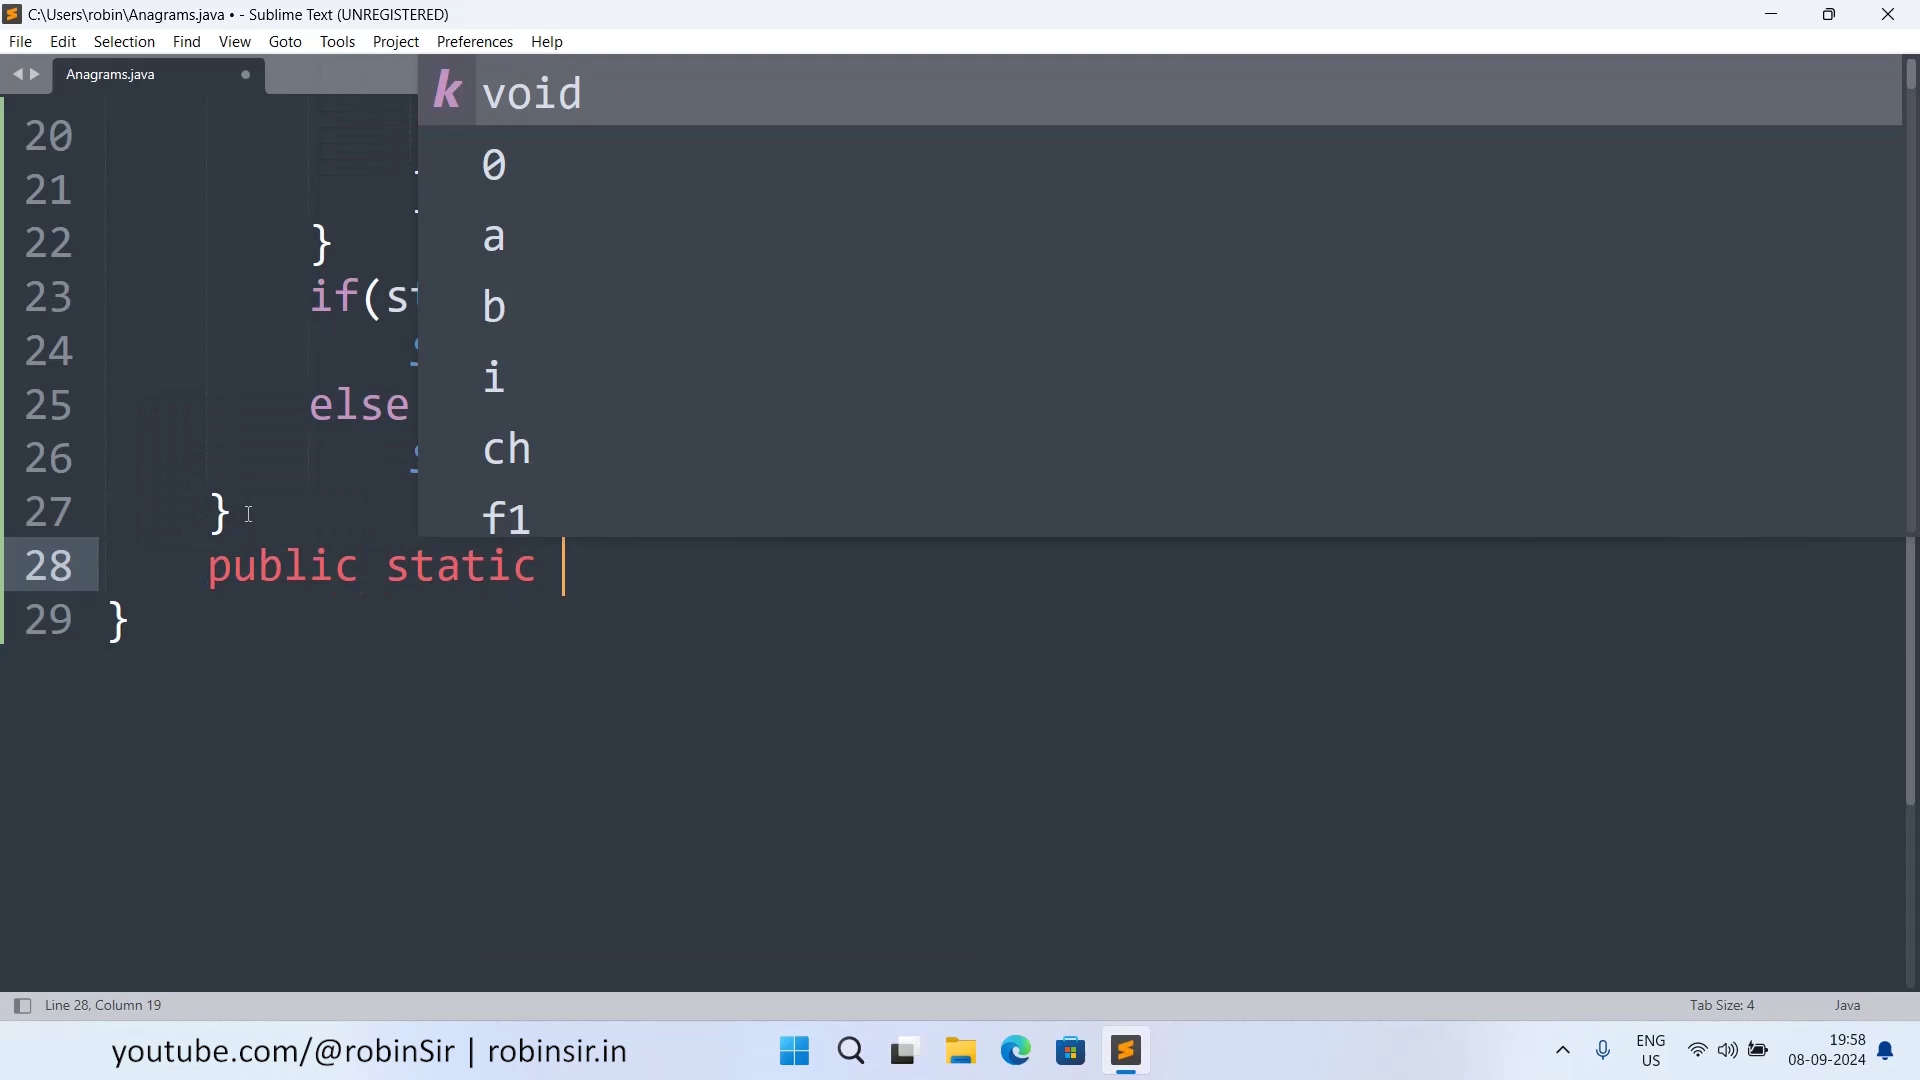 C:\Users\robin\Anagrams.java • - Sublime Text (UNREGISTERED)
File Edit Selection Find View Goto Tools Project Preferences Help
Anagrams.java
k void
0
a
b
i
ch
f1
20
21
22 }
23 if(st
24
25 else
26
27 }
28 public static
29 }
Line 28, Column 19 Tab Size: 4 Java
youtube.com/@robinSir | robinsir.in
ENG
US
19:58
08-09-2024